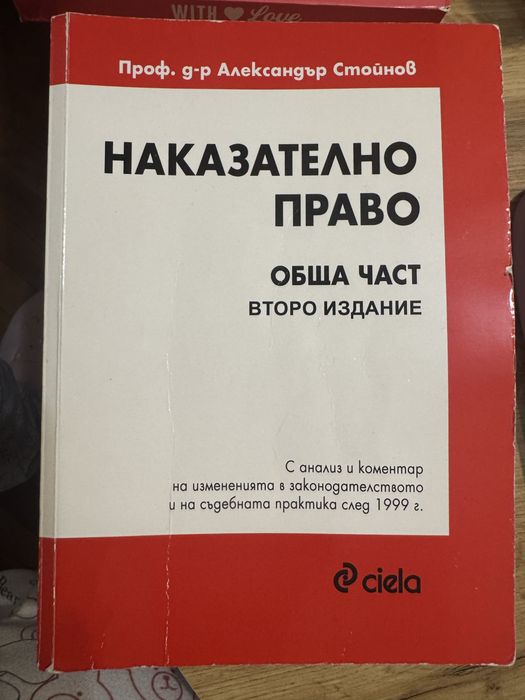 WITH Love
Проф. д-р Александър Стойнов
НАКАЗАТЕЛНО
ПРАВО
ОБЩА ЧАСТ
ВТОРО ИЗДАНИЕ
С анализ и коментар
на измененията в законодателството
и на съдебната практика след 1999 г.
ciela
Bear